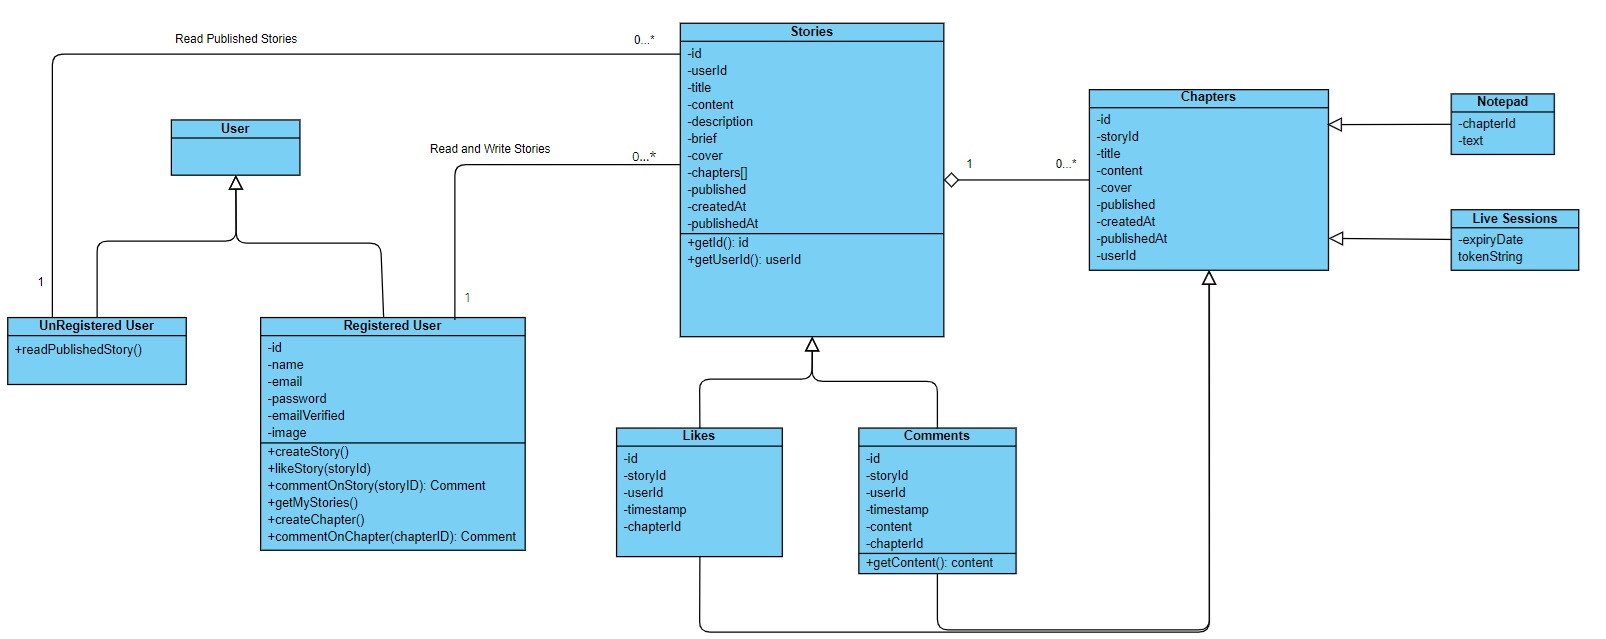 Read Published Stories
0...*
1
User
Read and Write Stories
0...*
1
UnRegistered User
+readPublishedStory()
Registered User
-id
-name
-email
-password
-emailVerified
-image
+createStory()
+likeStory(storyId)
+commentOnStory(storyID): Comment
+getMyStories()
+createChapter()
+commentOnChapter(chapterID): Comment
Stories
-id
-userId
-title
-content
-description
-brief
-cover
-chapters[]
-published
-createdAt
-publishedAt
+getId(): id
+getUserId(): userId
1
0...*
Likes
-id
-storyId
-userId
-timestamp
-chapterId
Comments
-id
-storyId
-userId
-timestamp
-content
-chapterId
+getContent(): content
Chapters
-id
-storyId
-title
-content
-cover
-published
-createdAt
-publishedAt
-userId
Notepad
-chapterId
-text
Live Sessions
-expiryDate
tokenString